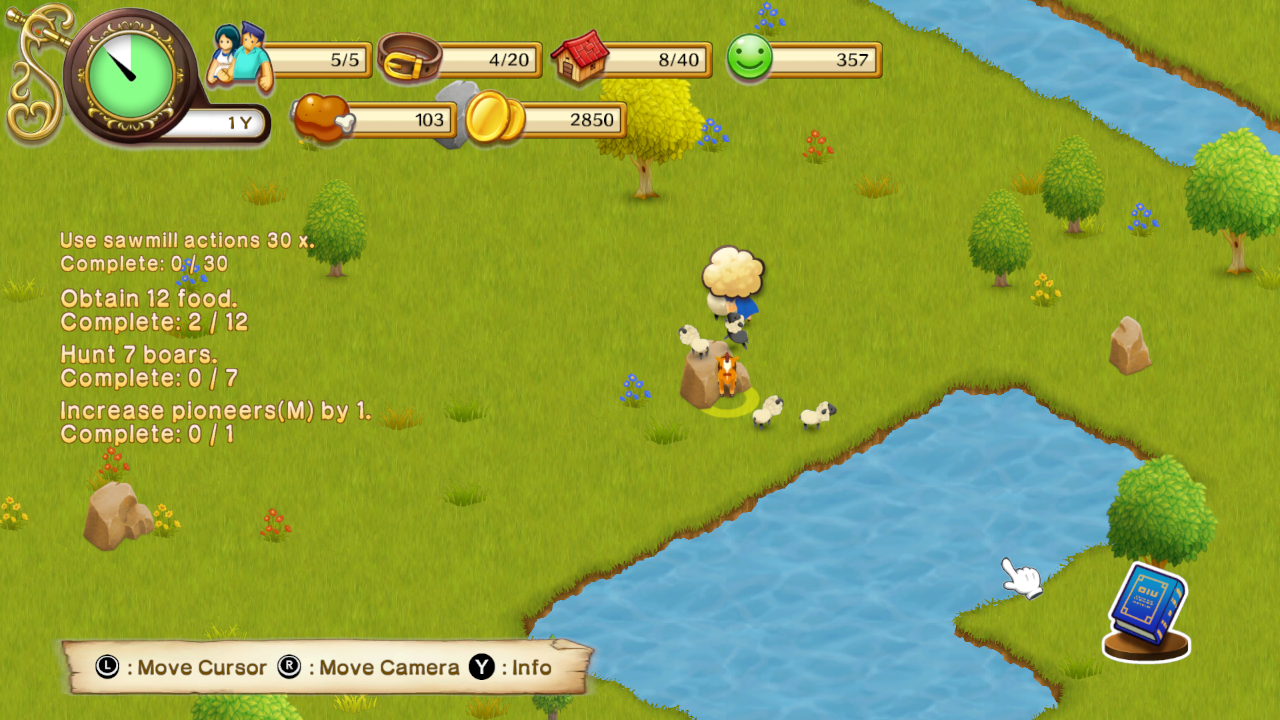 5/5
4/20
8/40
357
1Y
103
2850
Use sawmill actions 30 x.
Complete: 0 / 30
Obtain 12 food.
Complete: 2 / 12
Hunt 7 boars.
Complete: 0 / 7
Increase pioneers(M) by 1.
Complete: 0 / 1
L : Move Cursor R : Move Camera Y : Info